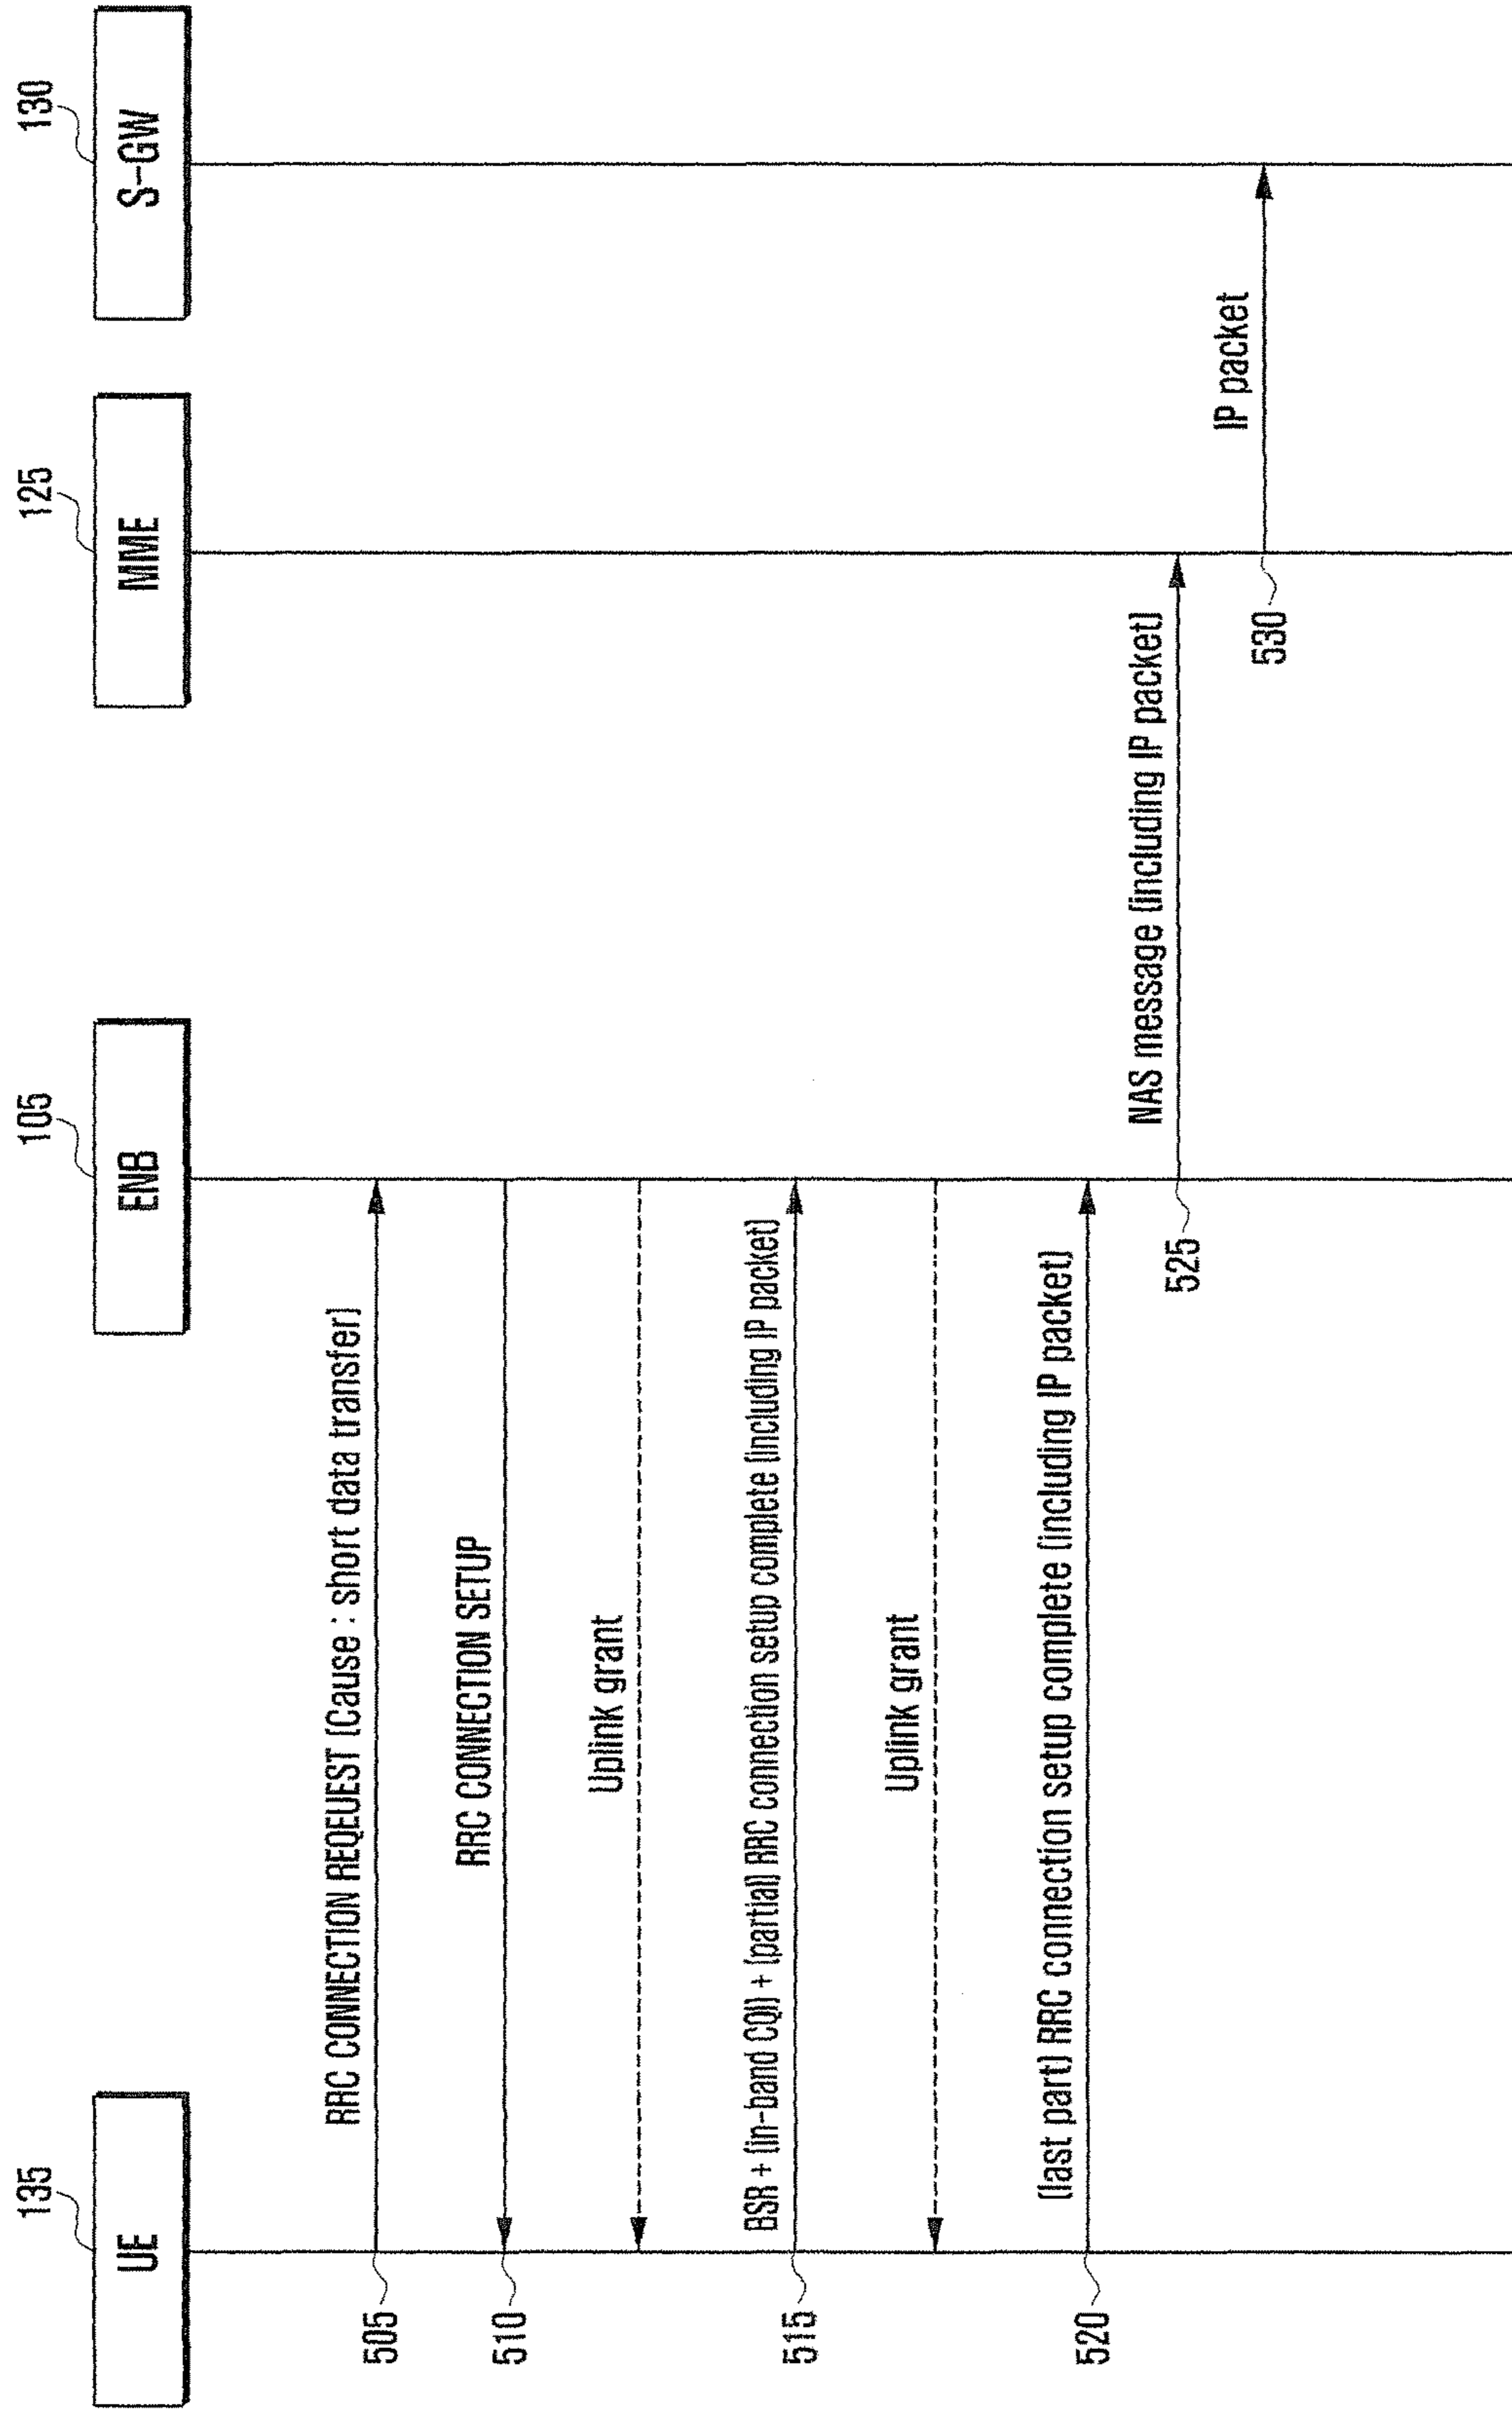 135
105
125
130
UE
ENB
MME
S-GW
RRC CONNECTION REQEUEST (Cause : short data transfer)
505
RRC CONNECTION SETUP
510
Uplink grant
BSR + (in-band CQI) + (partial) RRC connection setup complete (including IP packet)
515
Uplink grant
(last part) RRC connection setup complete (including IP packet)
520
NAS message (including IP packet)
525
IP packet
530